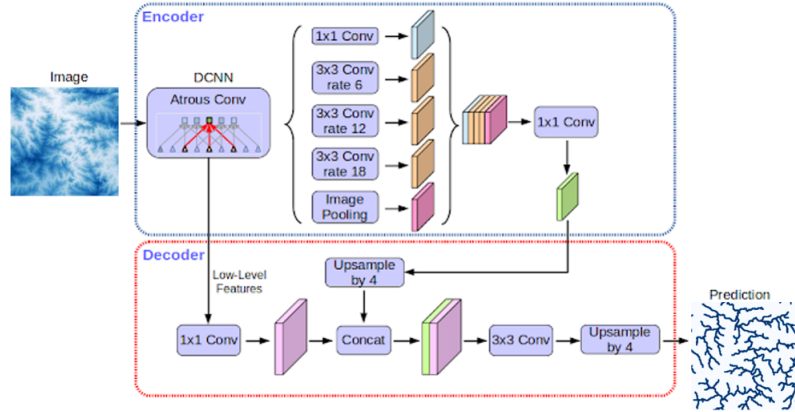 Encoder
Image
DCNN
Atrous Conv
1x1 Conv
3x3 Conv
rate 6
3x3 Conv
rate 12
3x3 Conv
rate 18
Image
Pooling
1x1 Conv
Decoder
Low-Level
Features
Upsample
by 4
1x1 Conv
Concat
3x3 Conv
Upsample
by 4
Prediction